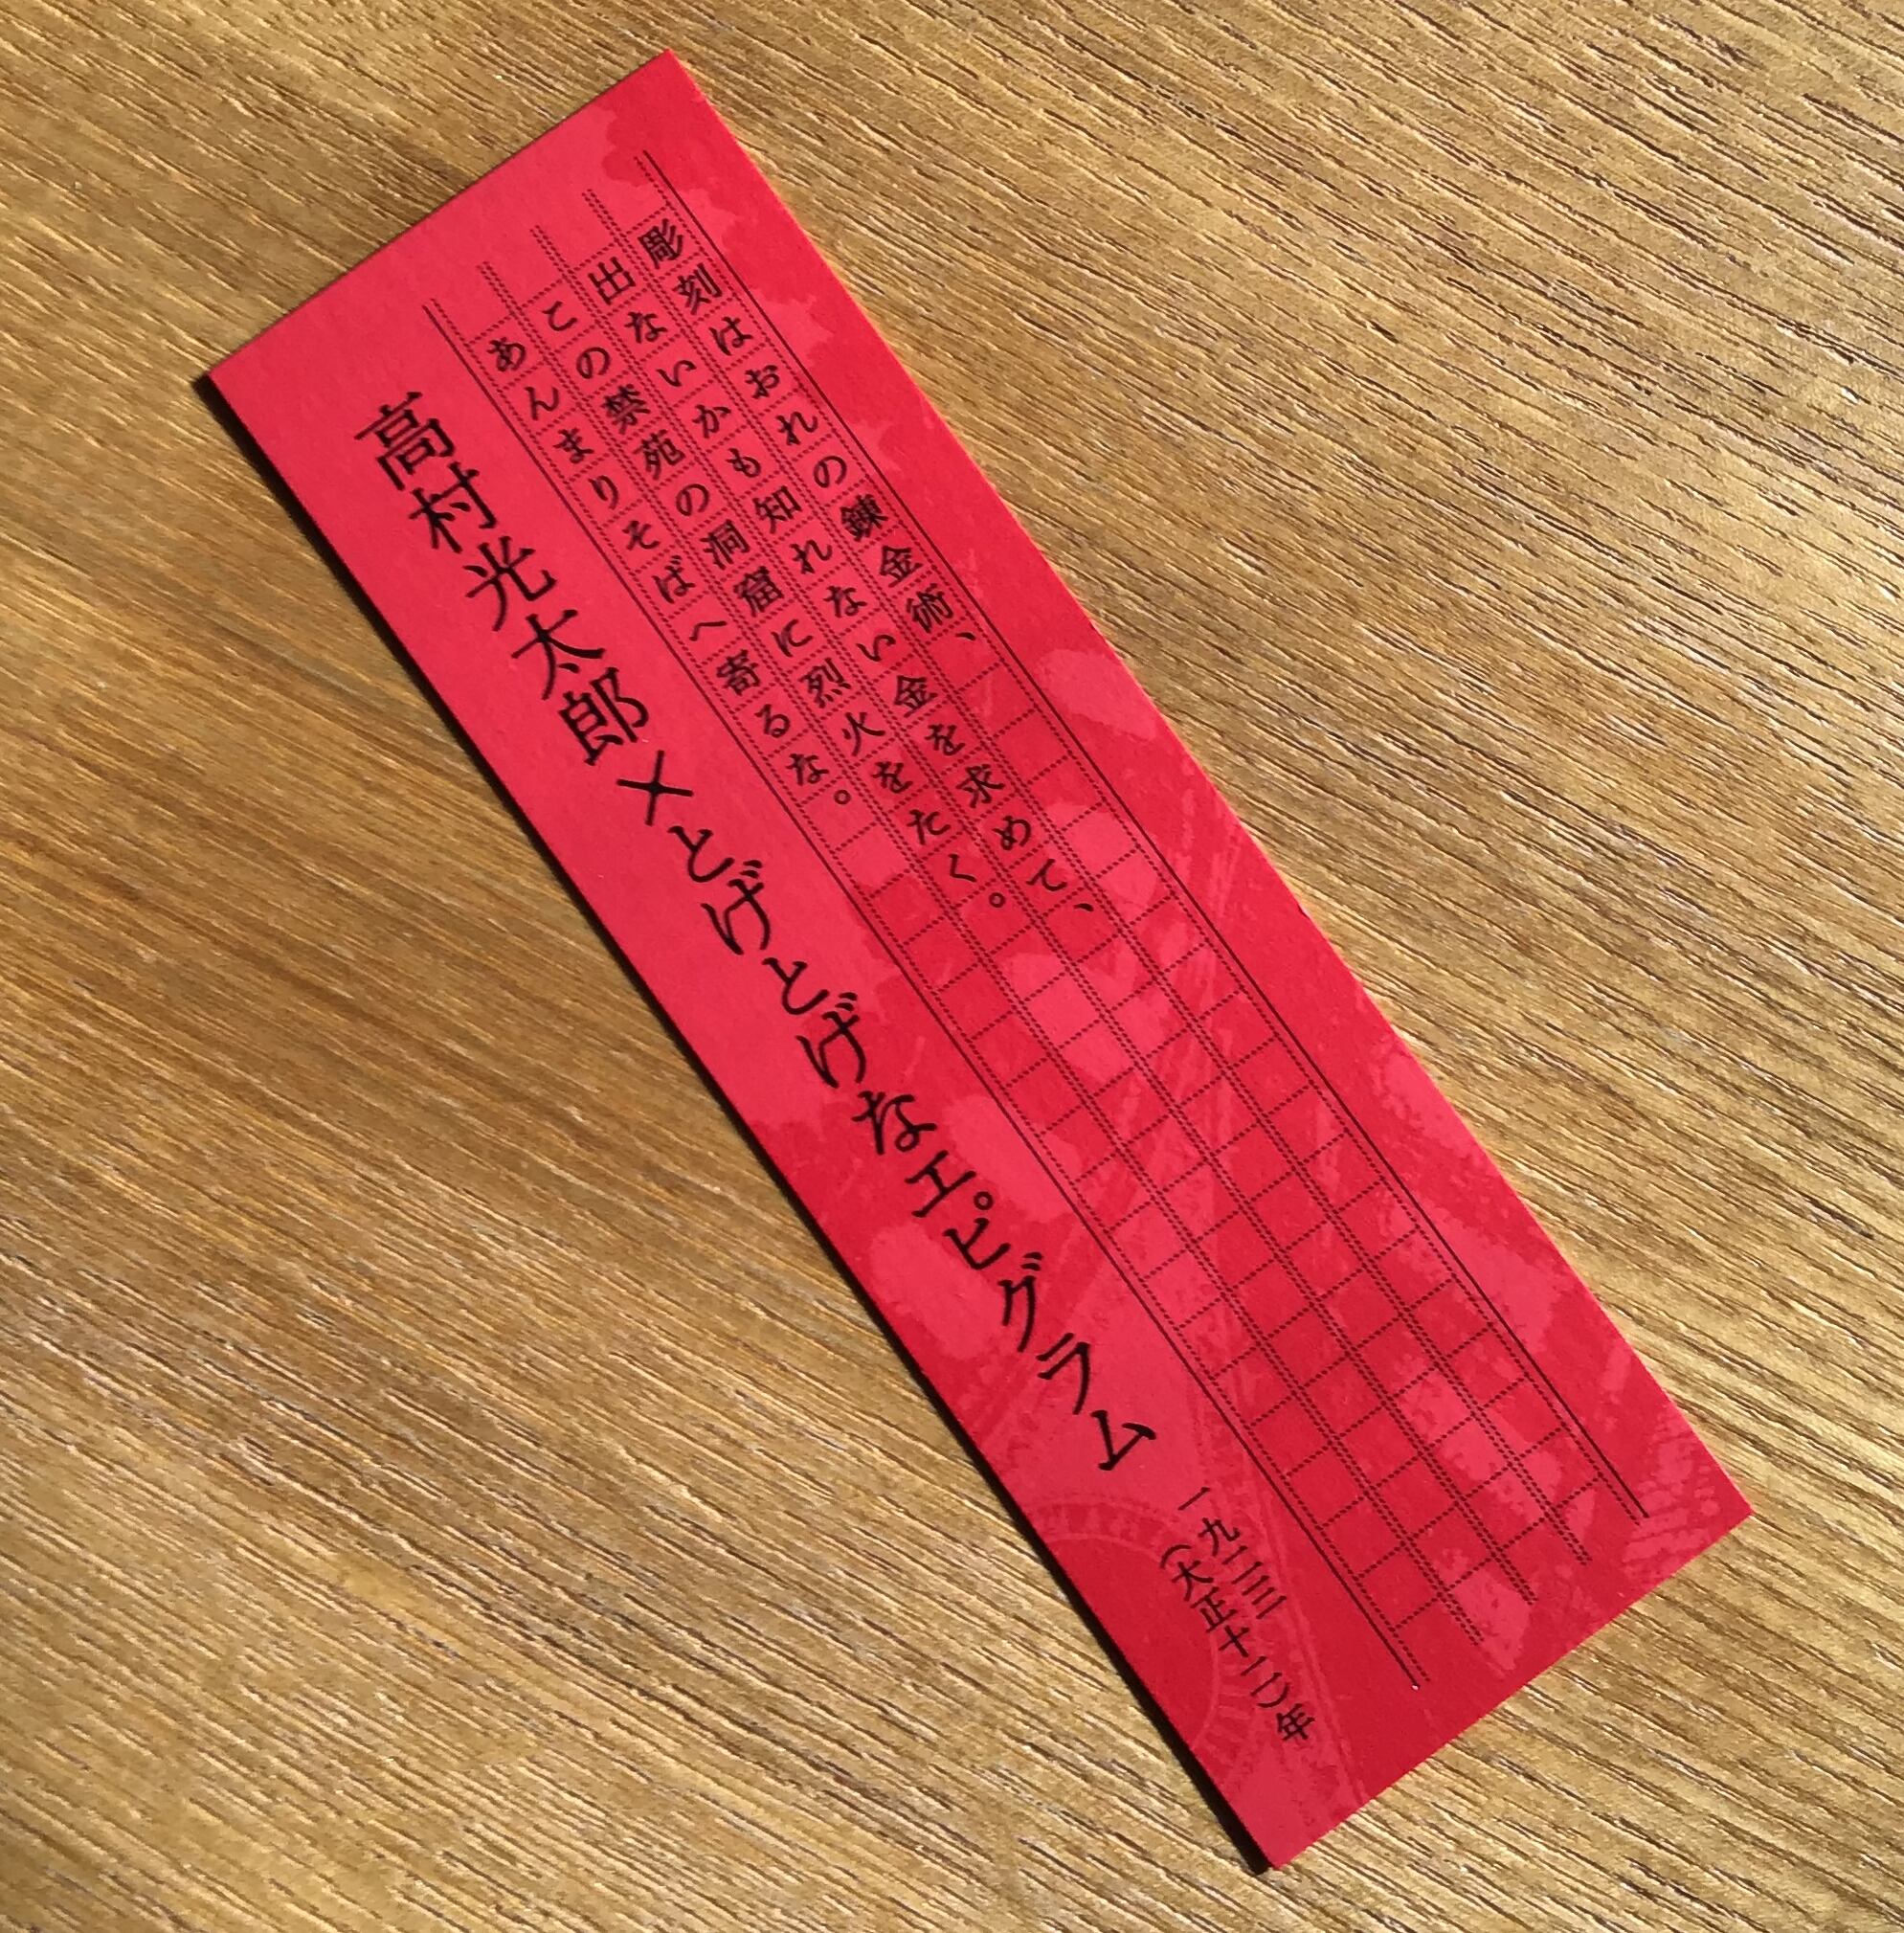 彫刻はおれの錬金術、
出ないかも知れない金を求めて、
この禁苑の洞窟に烈火をたく。
あんまりそばへ寄るな。
高村光太郎×とげとげなエピグラム
一九二三
（大正十二）年